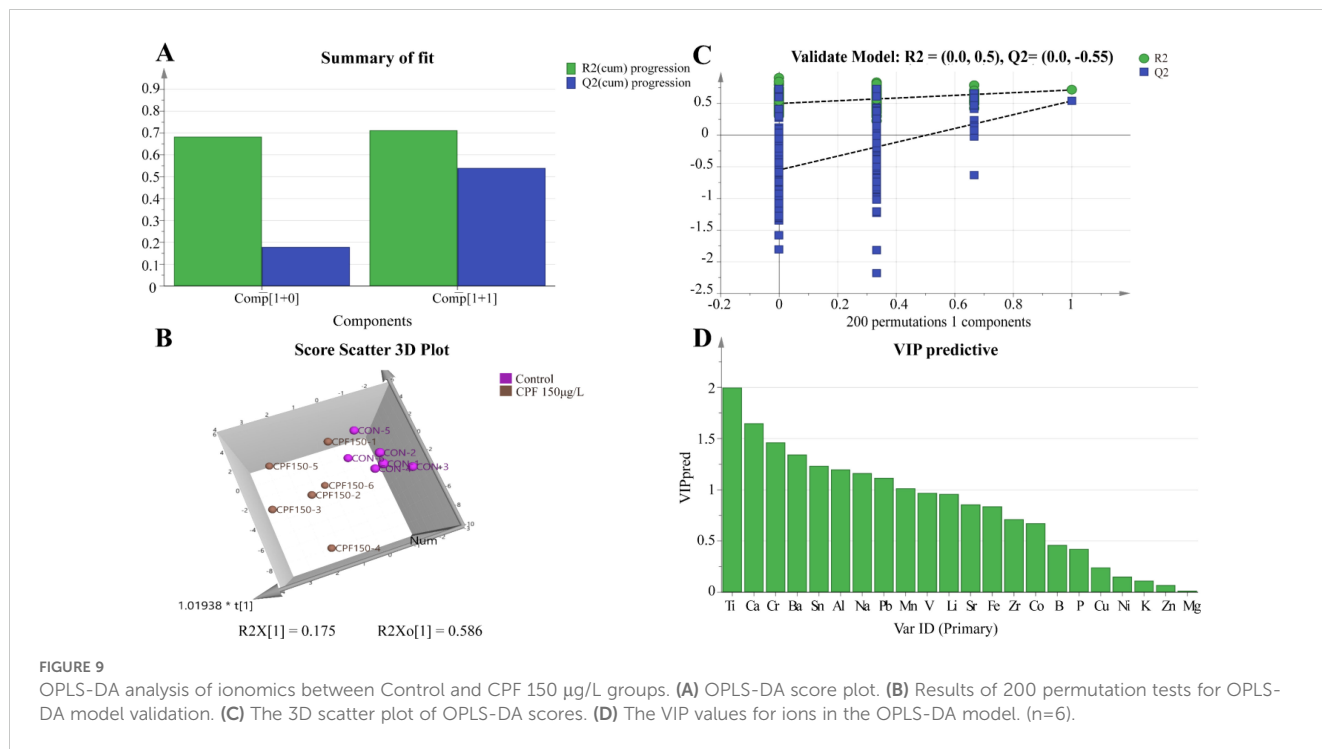 A
Summary of fit
R2(cum) progression
Q2(cum) progression
0.9
0.8
0.7
0.6
0.5
0.4
0.3
0.2
0.1
0
Comp[1+0]
Comp[1+1]
Components
C
Validate Model: R2 = (0.0, 0.5), Q2= (0.0, -0.55)
R2
Q2
0.5
0
-0.5
-1
-1.5
-2
-2.5
-0.2
0
0.2
0.4
0.6
0.8
1
200 permutations 1 components
B
Score Scatter 3D Plot
Control
CPF 150μg/L
CON-5
CPF150-1
CON-2
CON-3
CPF150-5
CPF150-6
CPF150-2
CPF150-3
CPF150-4
Num
1.01938 * t[1]
R2X[1] = 0.175 R2Xo[1] = 0.586
D
VIP predictive
VIPpred
2
1.5
1
0.5
0
Ti Ca Cr Ba Sn Al Na Pb Mn V Li Sr Fe Zr Co B P Cu Ni K Zn Mg
Var ID (Primary)
FIGURE 9
OPLS-DA analysis of ionomics between Control and CPF 150 μg/L groups. (A) OPLS-DA score plot. (B) Results of 200 permutation tests for OPLS-
DA model validation. (C) The 3D scatter plot of OPLS-DA scores. (D) The VIP values for ions in the OPLS-DA model. (n=6).